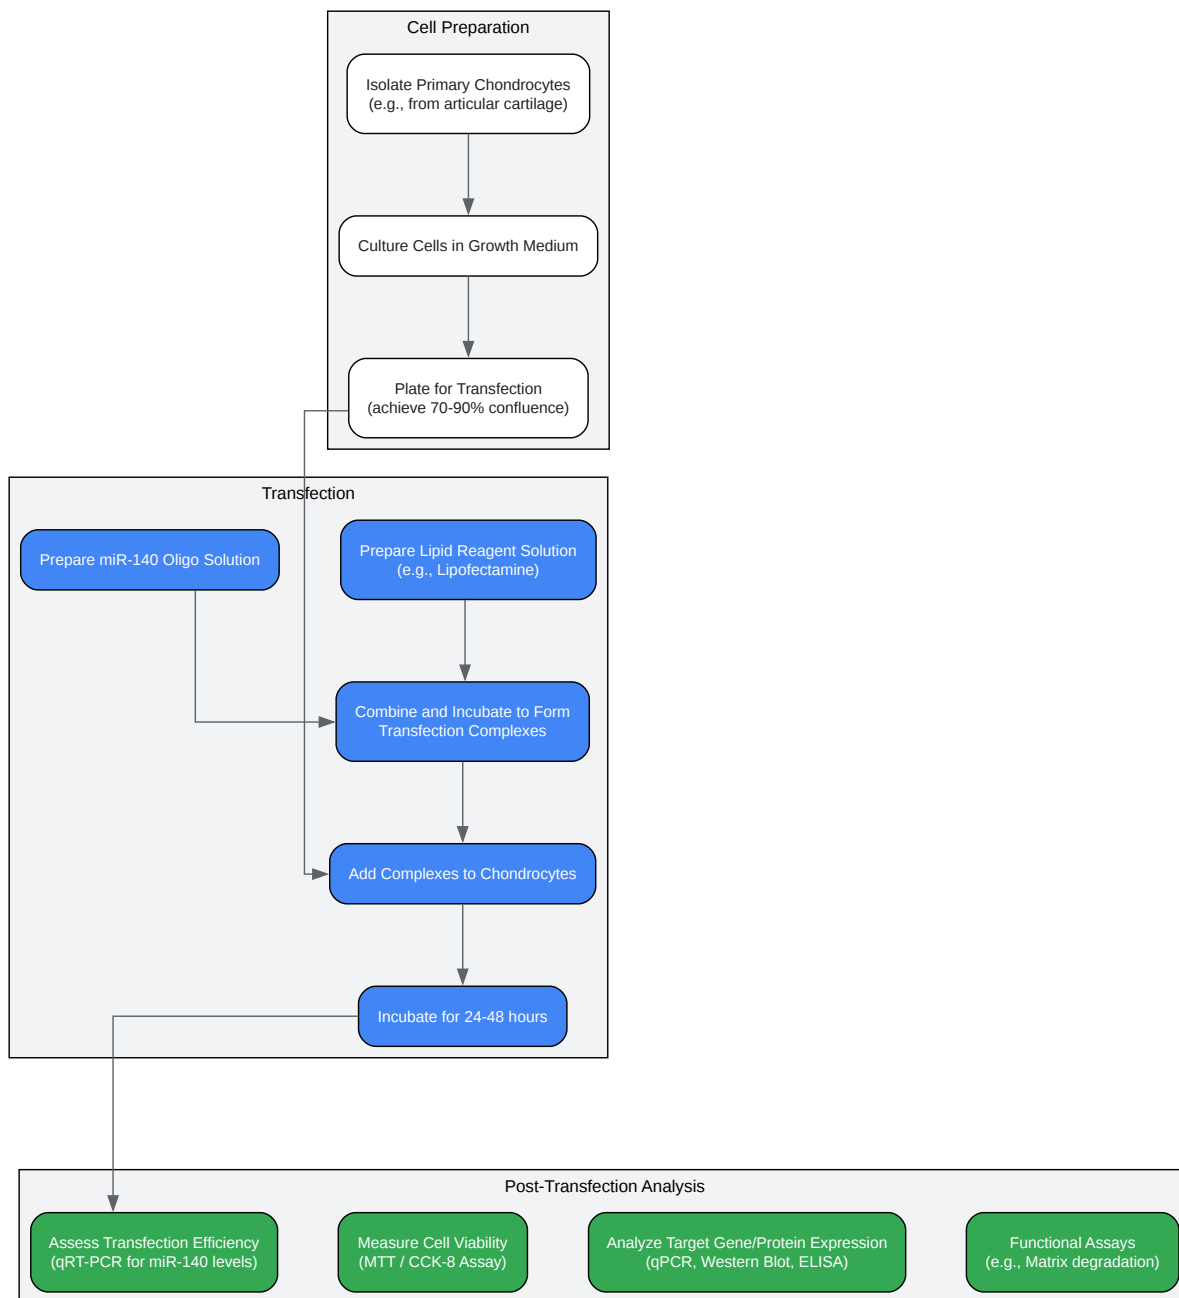 Cell Preparation
Isolate Primary Chondrocytes
(e.g., from articular cartilage)
Culture Cells in Growth Medium
Plate for Transfection
(achieve 70-90% confluence)
Transfection
Prepare miR-140 Oligo Solution
Prepare Lipid Reagent Solution
(e.g., Lipofectamine)
Combine and Incubate to Form
Transfection Complexes
Add Complexes to Chondrocytes
Incubate for 24-48 hours
Post-Transfection Analysis
Assess Transfection Efficiency
(qRT-PCR for miR-140 levels)
Measure Cell Viability
(MTT / CCK-8 Assay)
Analyze Target Gene/Protein Expression
(qPCR, Western Blot, ELISA)
Functional Assays
(e.g., Matrix degradation)